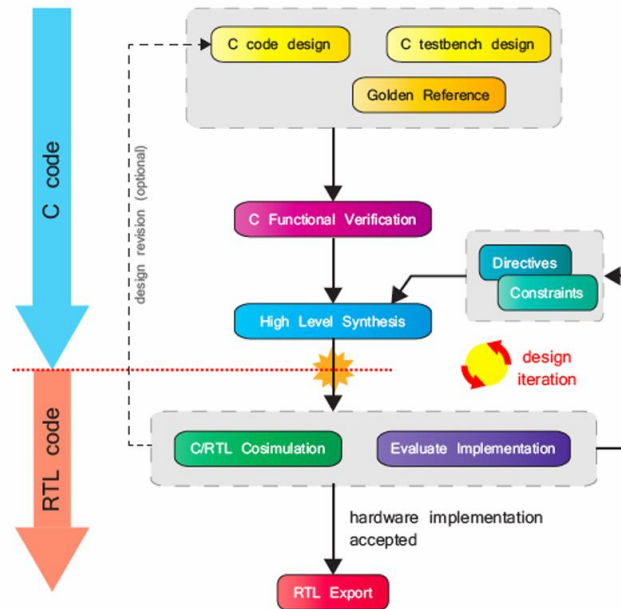 C code design
C testbench design
Golden Reference
C code
design revision (optional)
C Functional Verification
Directives
Constraints
High Level Synthesis
design
iteration
RTL code
C/RTL Cosimulation
Evaluate Implementation
hardware implementation
accepted
RTL Export